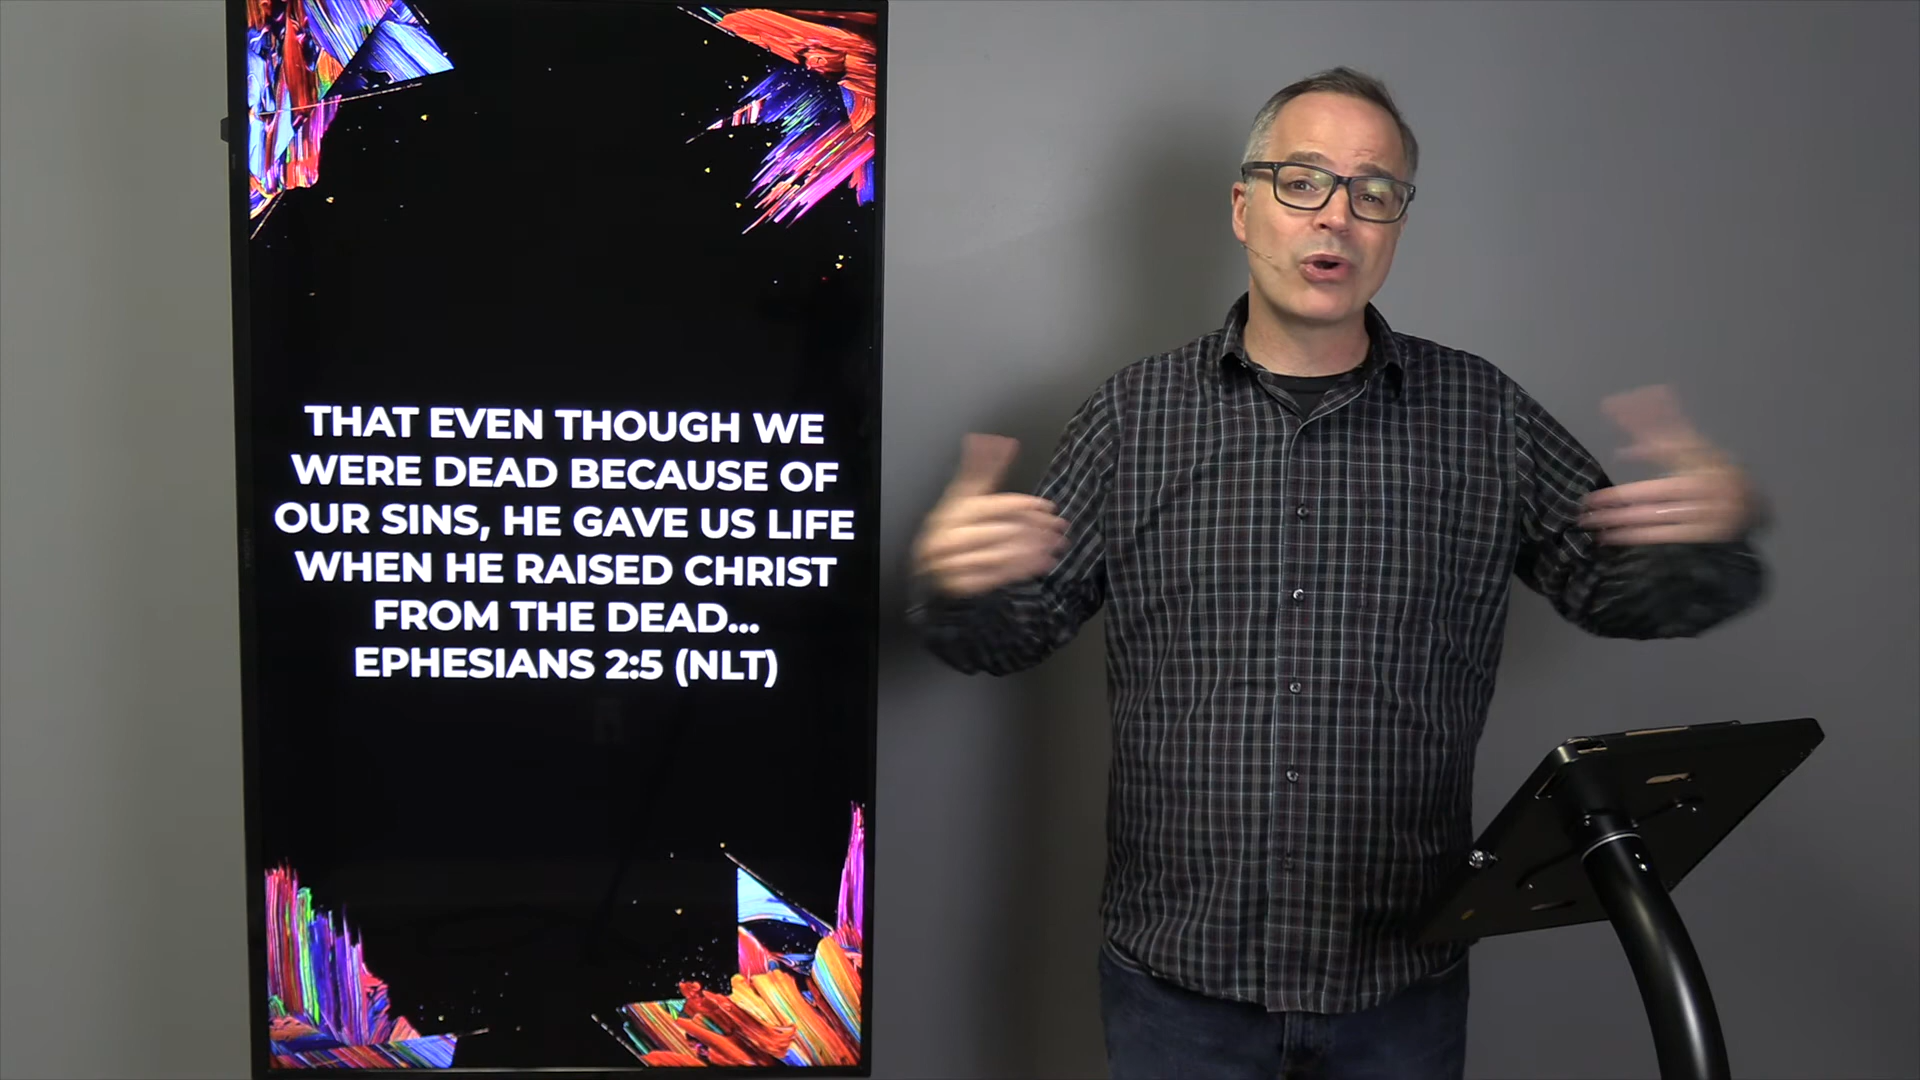 THAT EVEN THOUGH WE
WERE DEAD BECAUSE OF
OUR SINS, HE GAVE US LIFE
WHEN HE RAISED CHRIST
FROM THE DEAD...
EPHESIANS 2:5 (NLT)